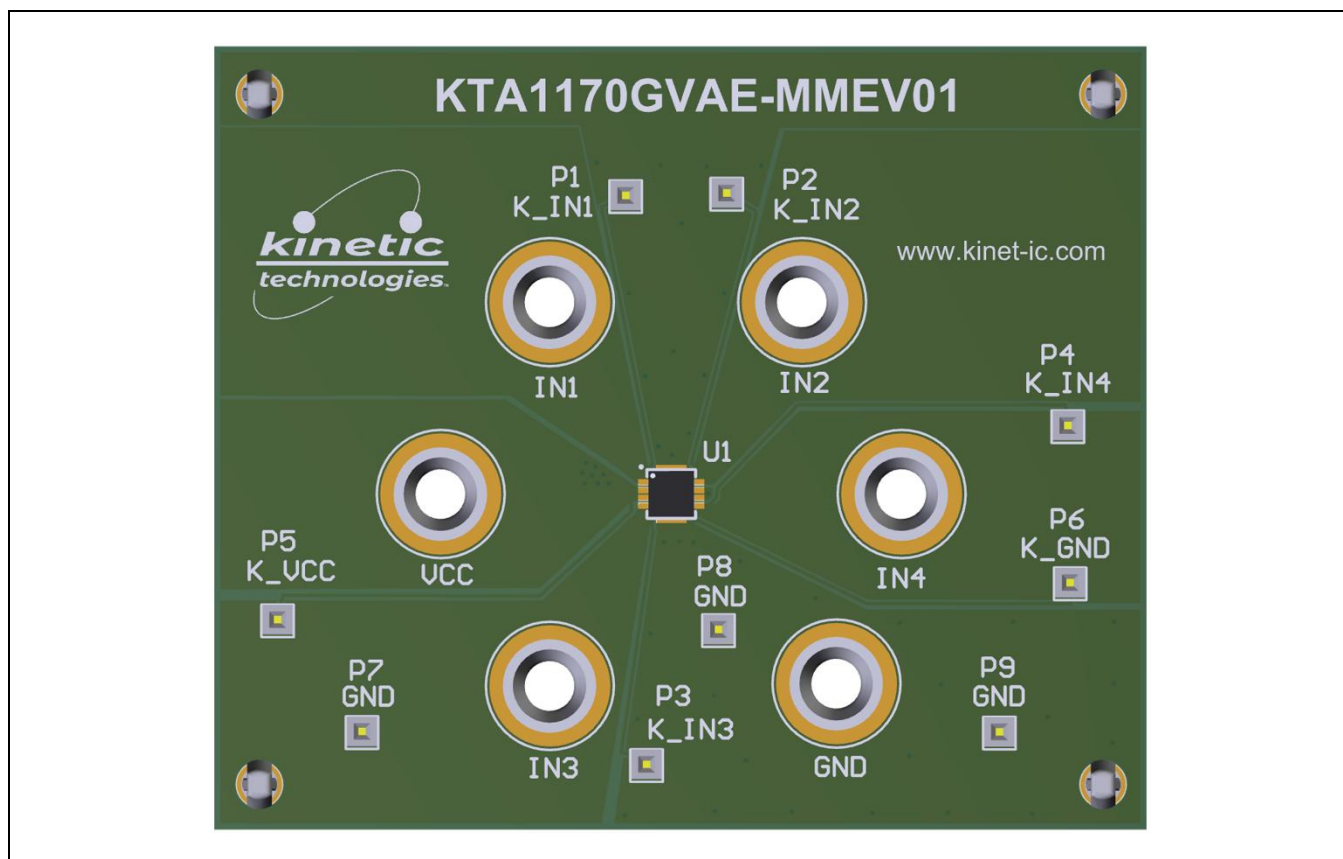 KTA1170GVAE-MMEV01
P1
K_IN1
P2
K_IN2
kinetic
technologies.
www.kinet-ic.com
IN1
IN2
P4
K_IN4
U1
P5
K_VCC
VCC
IN4
P6
K_GND
P8
GND
P7
GND
IN3
P3
K_IN3
GND
P9
GND